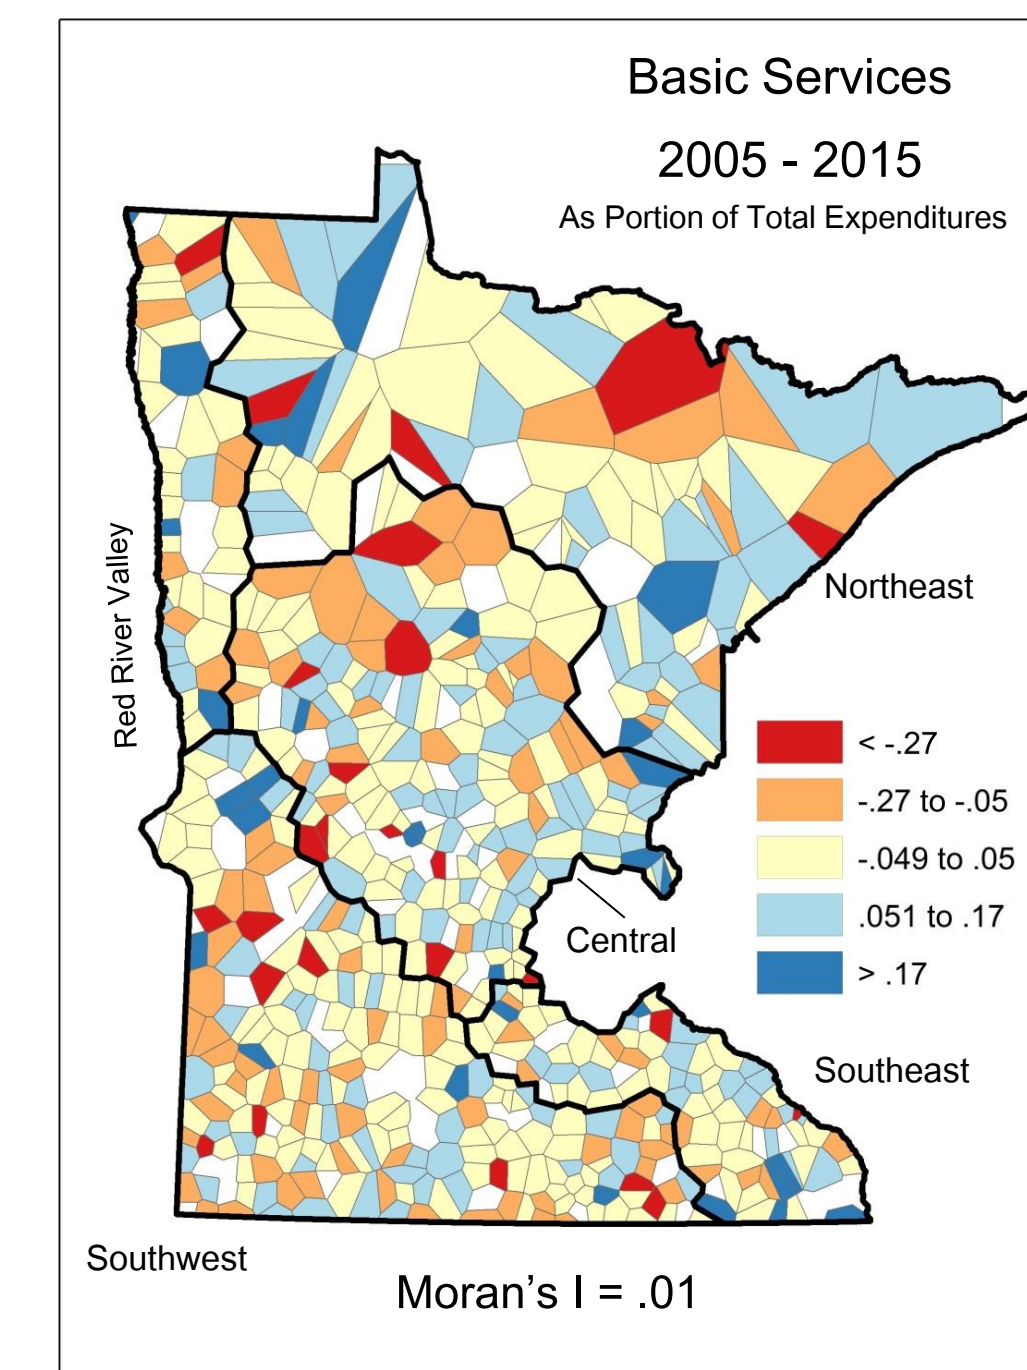 Basic Services
2005 - 2015
As Portion of Total Expenditures
Red River Valley
Northeast
< -.27
-.27 to -.05
-.049 to .05
.051 to .17
> .17
Central
Southeast
Southwest
Moran’s I = .01